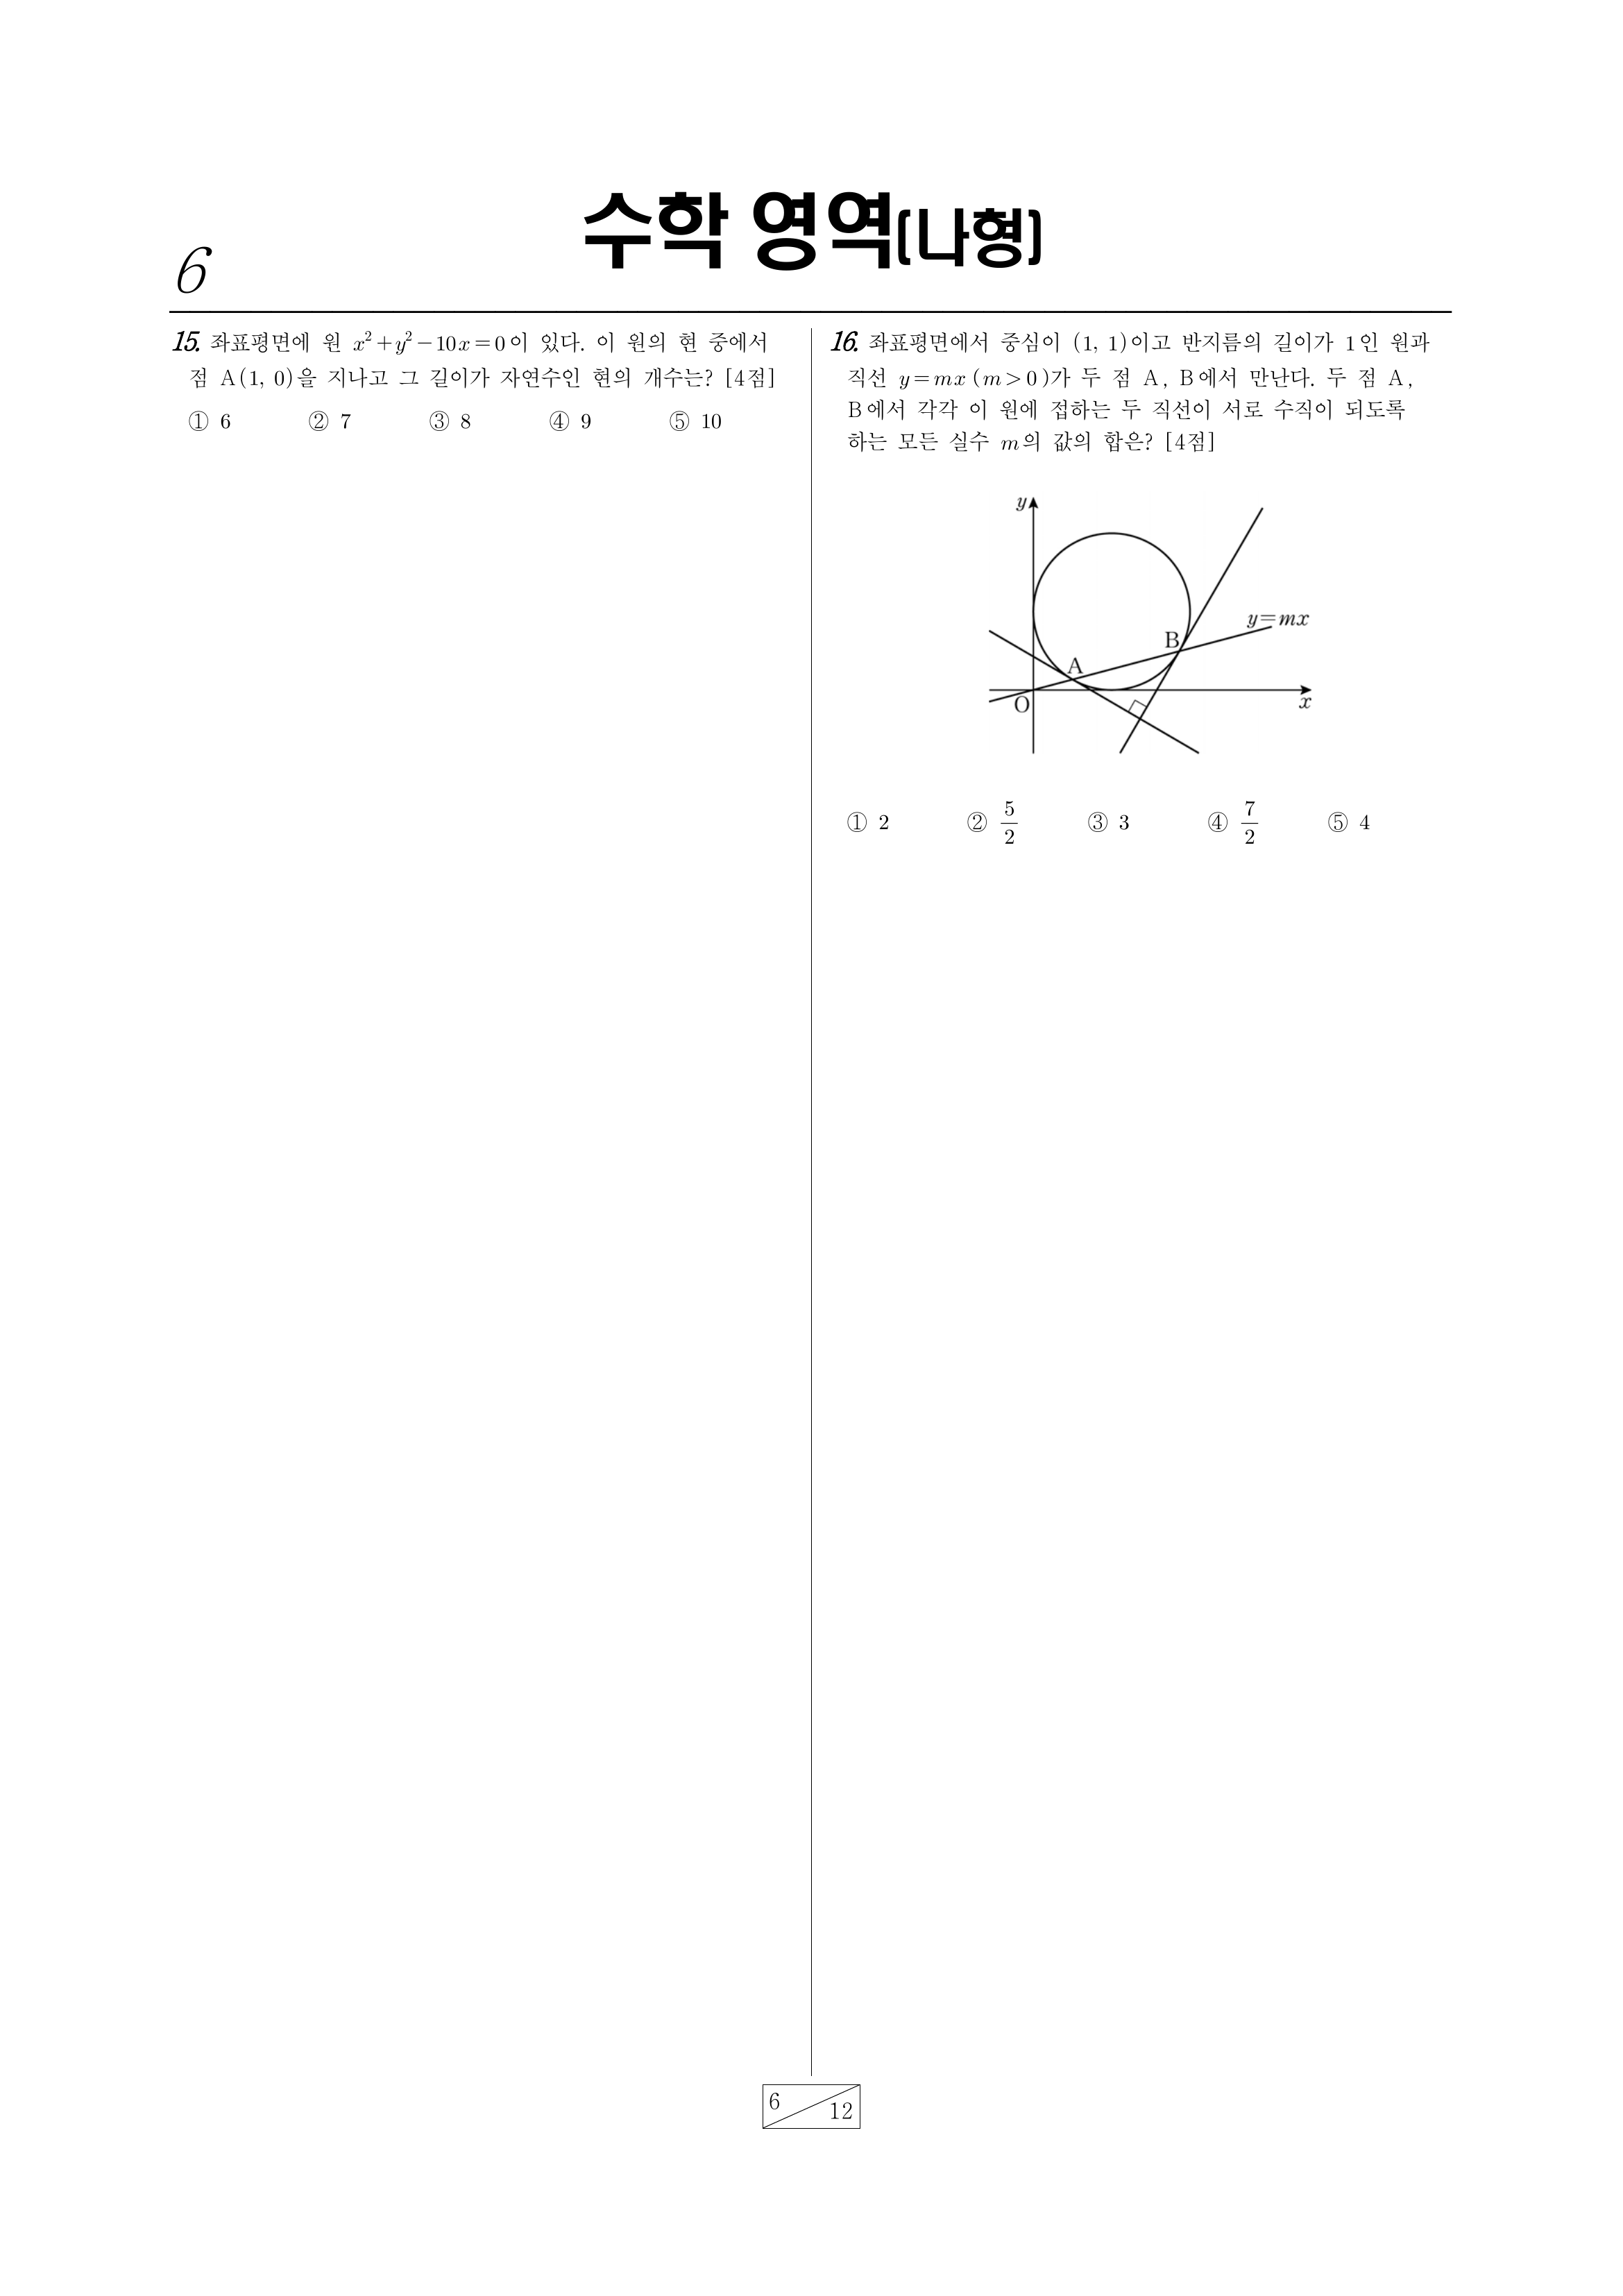 수학 영역(나형)
6
15. 좌표평면에 원 x²+y²-10x=0이 있다. 이 원의 현 중에서
점 A(1, 0)을 지나고 그 길이가 자연수인 현의 개수는? [4점]
① 6 ② 7 ③ 8 ④ 9 ⑤ 10
16. 좌표평면에서 중심이 (1, 1)이고 반지름의 길이가 1인 원과
직선 y=mx (m>0)가 두 점 A, B에서 만난다. 두 점 A,
B에서 각각 이 원에 접하는 두 직선이 서로 수직이 되도록
하는 모든 실수 m의 값의 합은? [4점]
y
y=mx
B
A
O
x
① 2 ② 5/2 ③ 3 ④ 7/2 ⑤ 4
6
12